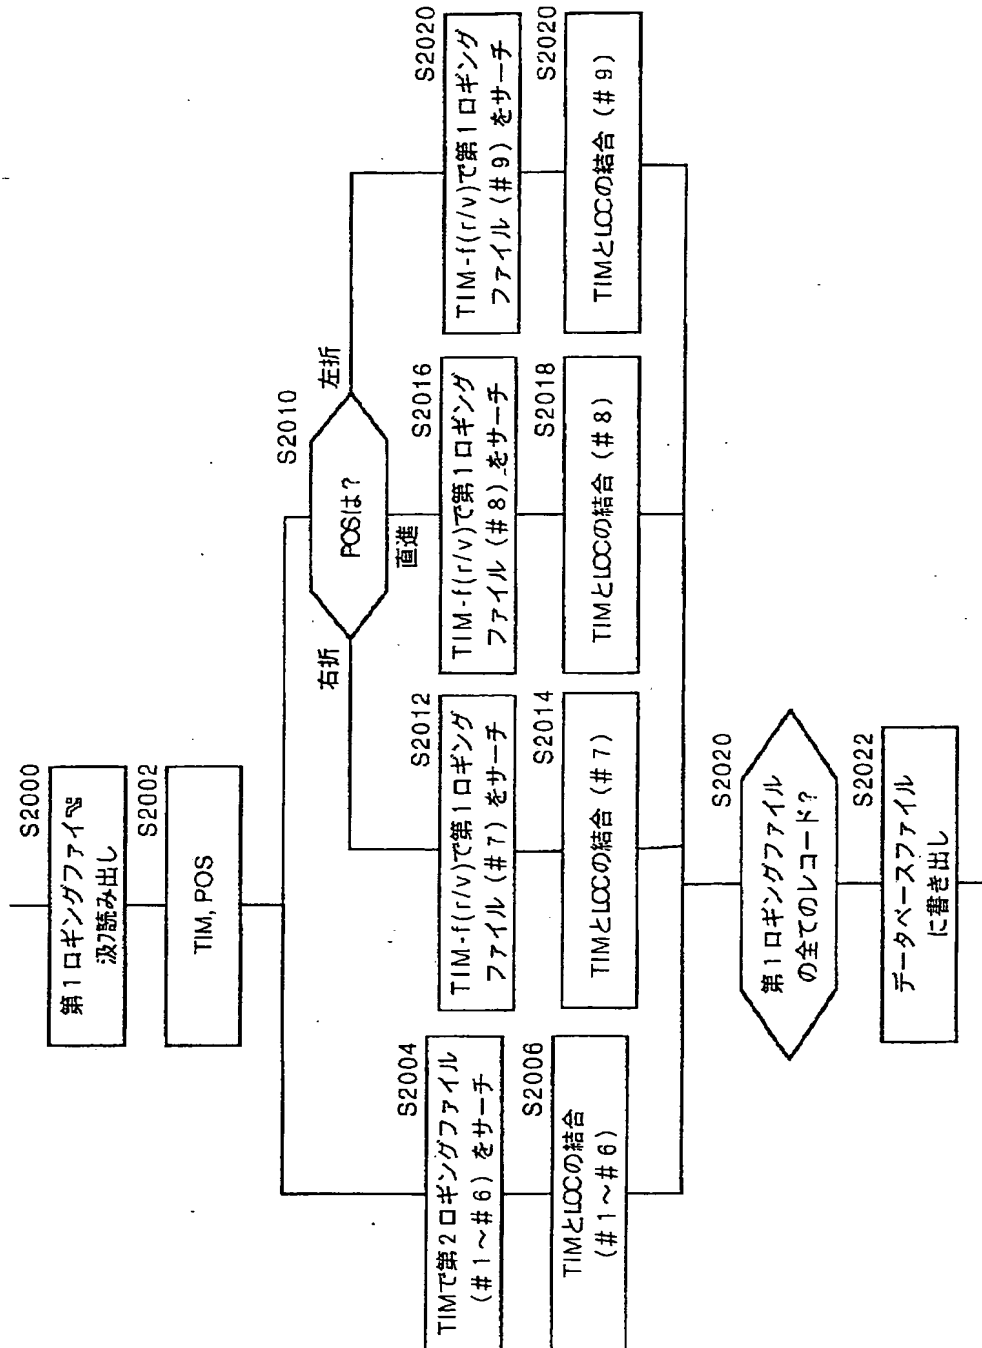 S2000
第1ロギングファイル
読み出し
S2002
TIM, POS
S2004
TIMで第2ロギングファイル
(#1～#6) をサーチ
S2006
TIMとLOCの結合
(#1～#6)
S2010
POSは?
右折
直進
左折
S2012
TIM-f(r/v)で第1ロギング
ファイル (#7) をサーチ
S2014
TIMとLOCの結合 (#7)
S2016
TIM-f(r/v)で第1ロギング
ファイル (#8) をサーチ
S2018
TIMとLOCの結合 (#8)
S2020
TIM-f(r/v)で第1ロギング
ファイル (#9) をサーチ
S2020
TIMとLOCの結合 (#9)
S2020
第1ロギングファイル
の全てのレコード?
S2022
データベースファイル
に書き出し